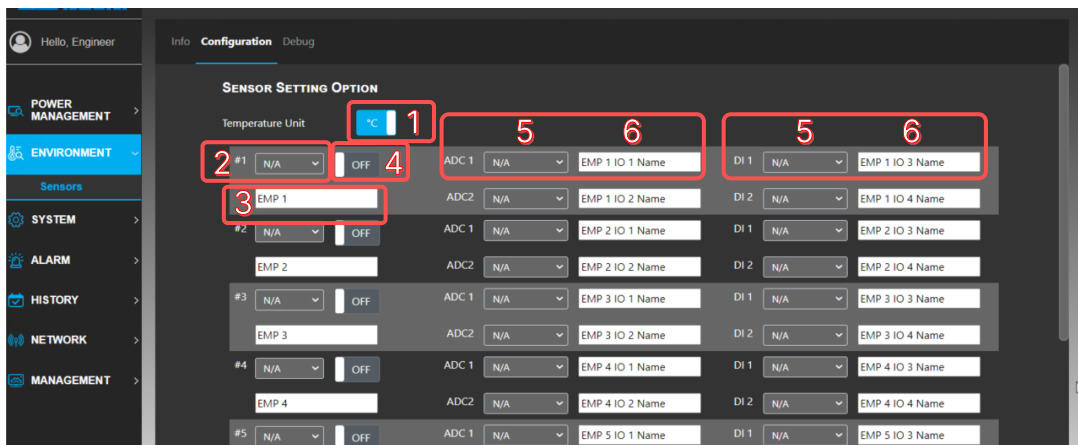 Hello, Engineer
Info Configuration Debug
SENSOR SETTING OPTION
Temperature Unit °C 1
5 6 5 6
2 #1 N/A OFF 4 ADC 1 N/A EMP 1 IO 1 Name DI 1 N/A EMP 1 IO 3 Name
3 EMP 1 ADC2 N/A EMP 1 IO 2 Name DI 2 N/A EMP 1 IO 4 Name
#2 N/A OFF ADC 1 N/A EMP 2 IO 1 Name DI 1 N/A EMP 2 IO 3 Name
EMP 2 ADC2 N/A EMP 2 IO 2 Name DI 2 N/A EMP 2 IO 4 Name
#3 N/A OFF ADC 1 N/A EMP 3 IO 1 Name DI 1 N/A EMP 3 IO 3 Name
EMP 3 ADC2 N/A EMP 3 IO 2 Name DI 2 N/A EMP 3 IO 4 Name
#4 N/A OFF ADC 1 N/A EMP 4 IO 1 Name DI 1 N/A EMP 4 IO 3 Name
EMP 4 ADC2 N/A EMP 4 IO 2 Name DI 2 N/A EMP 4 IO 4 Name
#5 N/A OFF ADC 1 N/A EMP 5 IO 1 Name DI 1 N/A EMP 5 IO 3 Name
POWER
MANAGEMENT
ENVIRONMENT
Sensors
SYSTEM
ALARM
HISTORY
NETWORK
MANAGEMENT